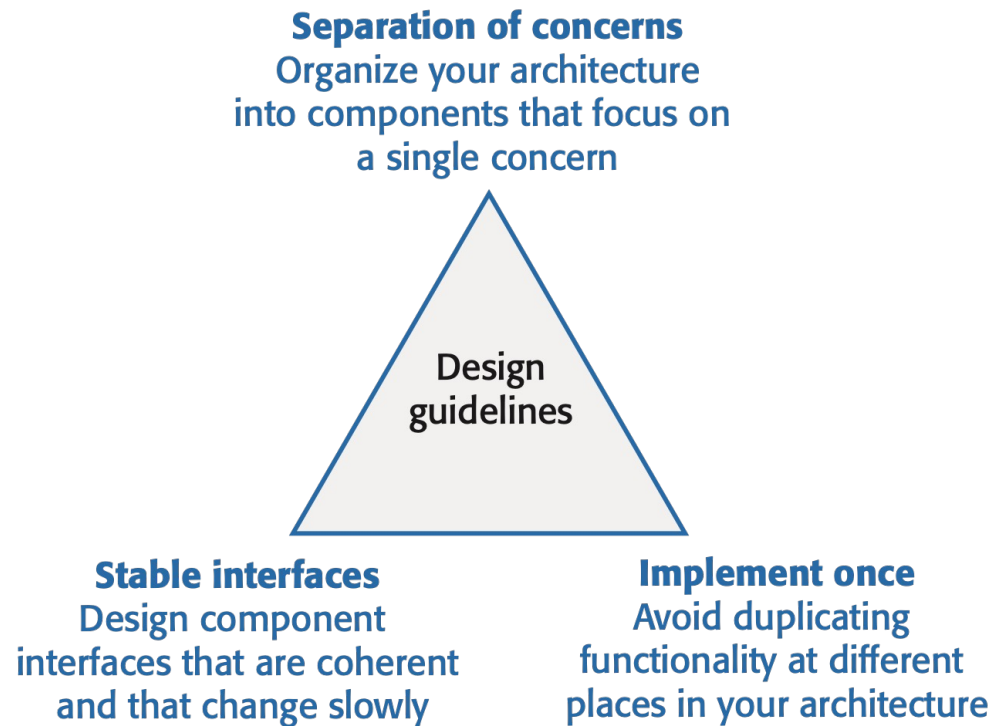 Separation of concerns
Organize your architecture
into components that focus on
a single concern
Design
guidelines
Stable interfaces
Design component
interfaces that are coherent
and that change slowly
Implement once
Avoid duplicating
functionality at different
places in your architecture